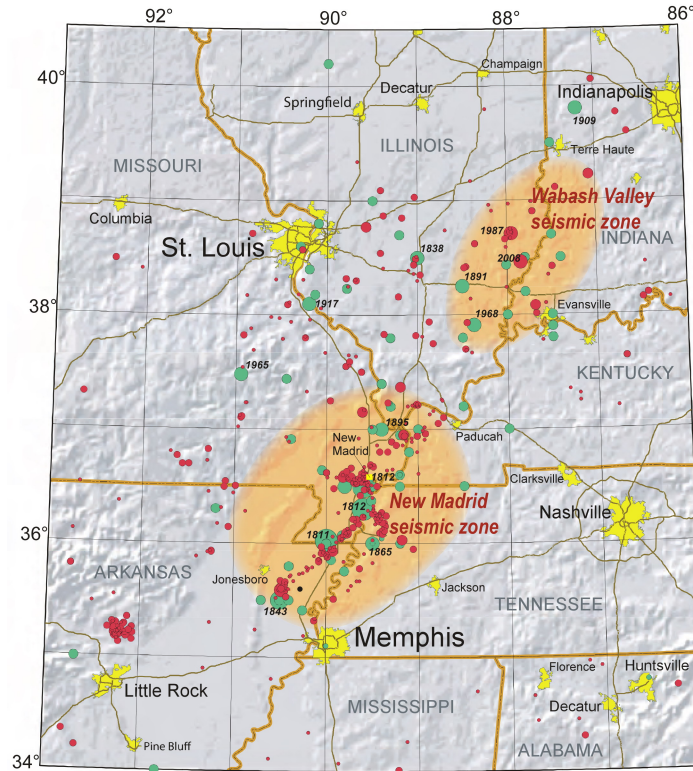 92°
90°
88°
86°
40°
Champaign
Indianapolis
Decatur
Springfield
1909
ILLINOIS
Terre Haute
MISSOURI
Wabash Valley
seismic zone
Columbia
1987
INDIANA
St. Louis
1838
2008
1891
38°
1917
Evansville
1968
1965
KENTUCKY
1895
New
Madrid
Paducah
1812
Clarksville
1812
New Madrid
seismic zone
Nashville
36°
1811
1865
ARKANSAS
Jonesboro
Jackson
1843
TENNESSEE
Memphis
Florence
Huntsville
Little Rock
MISSISSIPPI
Decatur
Pine Bluff
ALABAMA
34°